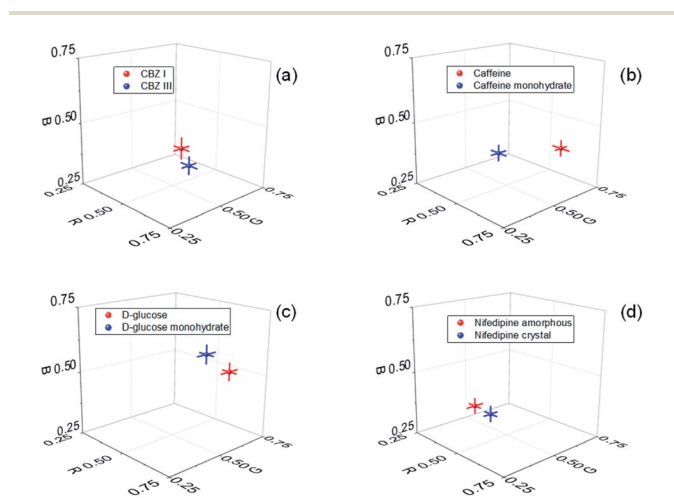 0.75
(a)
CBZ I
CBZ III
B
0.50
0.25
0.25
R
0.50
0.75
0.25
0.50
G
0.75
0.75
(b)
Caffeine
Caffeine monohydrate
B
0.50
0.25
0.25
R
0.50
0.75
0.25
0.50
G
0.75
0.75
(c)
D-glucose
D-glucose monohydrate
B
0.50
0.25
0.25
R
0.50
0.75
0.25
0.50
G
0.75
0.75
(d)
Nifedipine amorphous
Nifedipine crystal
B
0.50
0.25
0.25
R
0.50
0.75
0.25
0.50
G
0.75